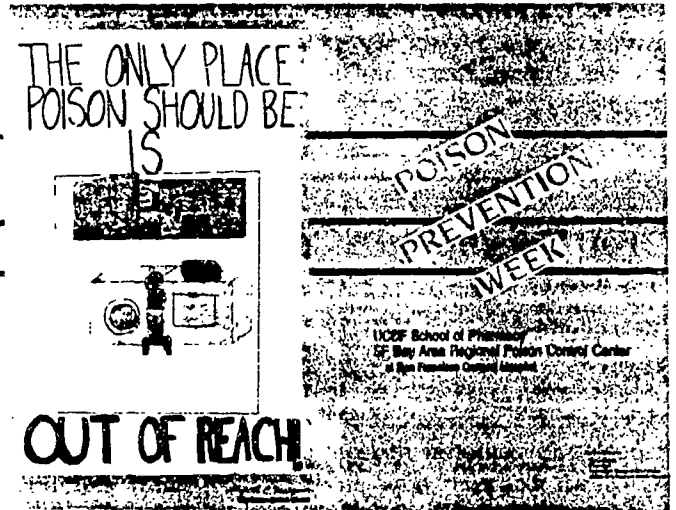 THE ONLY PLACE
POISON SHOULD BE
IS
OUT OF REACH!
POISON
PREVENTION
WEEK
UCSF School of Pharmacy
SF Bay Area Regional Poison Control Center
at San Francisco General Hospital